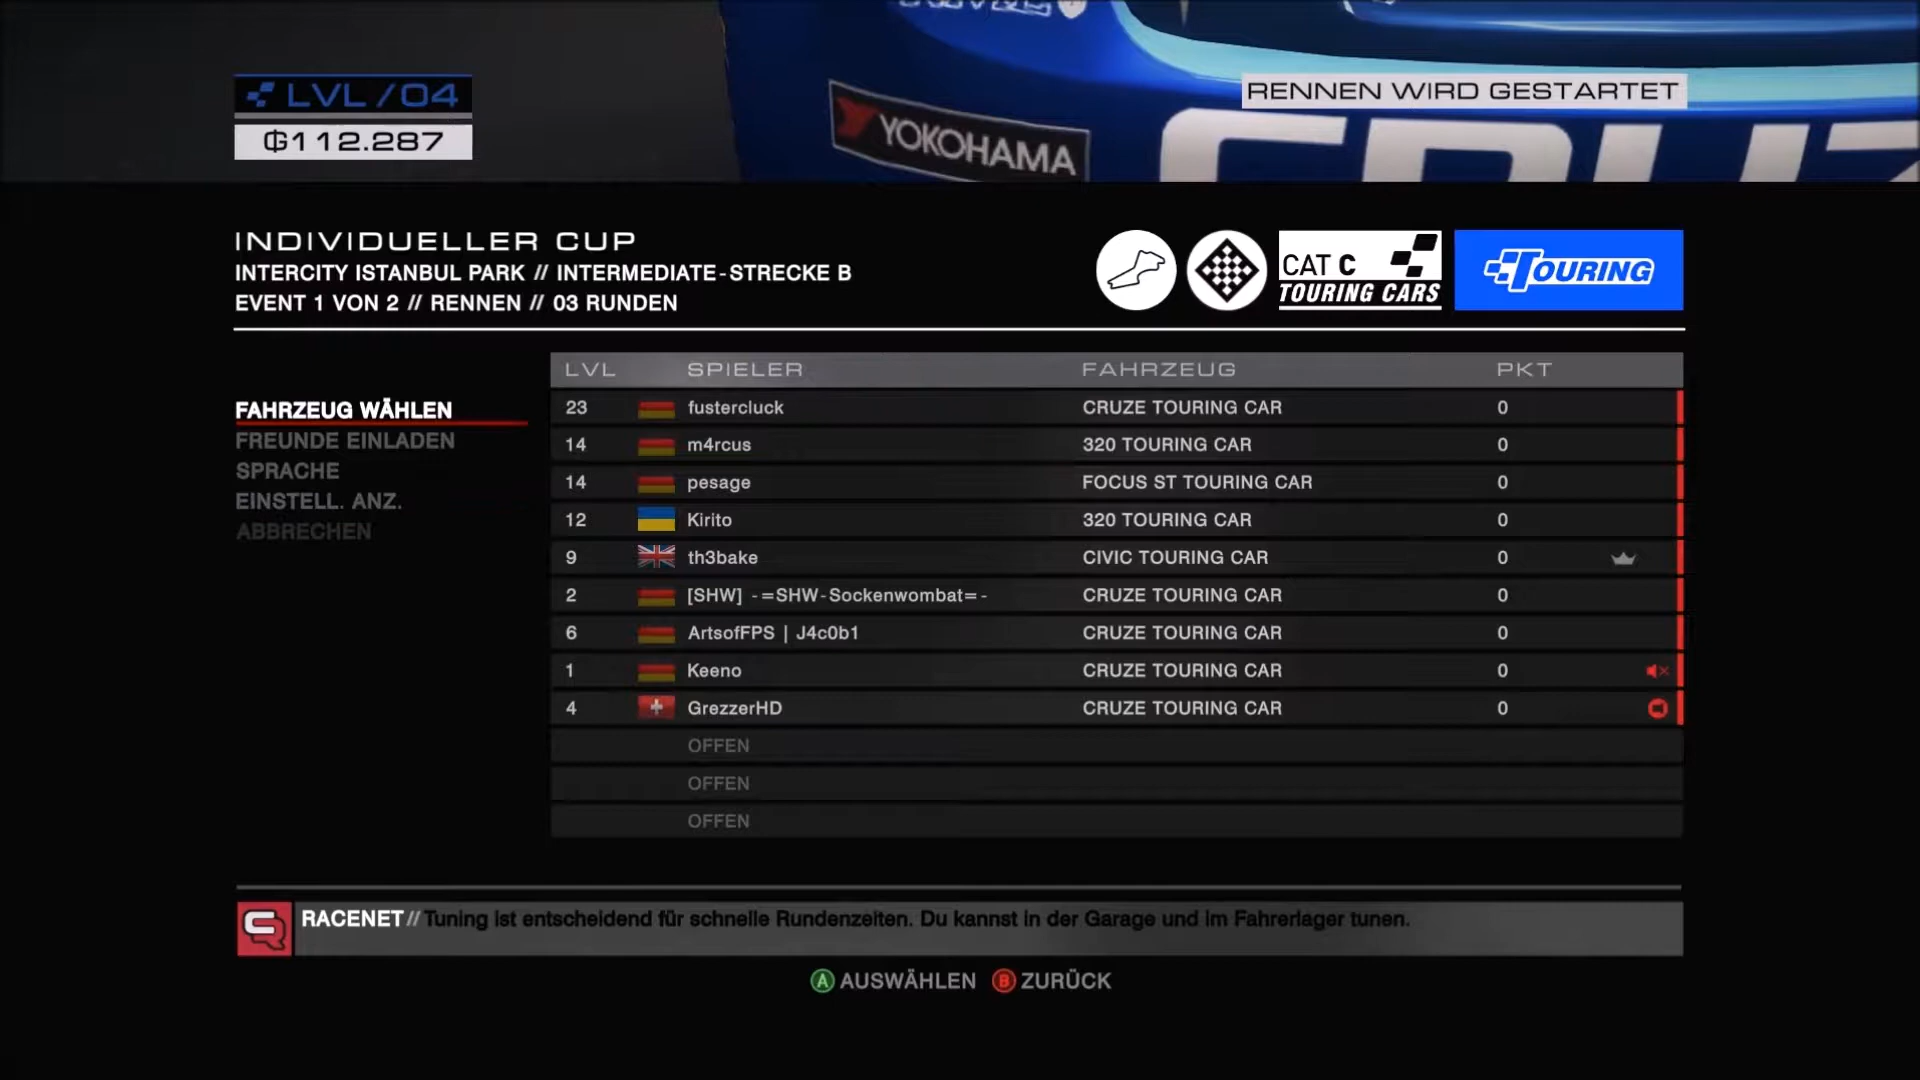 LVL/04
₲112.287
RENNEN WIRD GESTARTET
YOKOHAMA
INDIVIDUELLER CUP
INTERCITY ISTANBUL PARK // INTERMEDIATE-STRECKE B
EVENT 1 VON 2 // RENNEN // 03 RUNDEN
CAT C
TOURING CARS
TOURING
FAHRZEUG WÄHLEN
FREUNDE EINLADEN
SPRACHE
EINSTELL. ANZ.
ABBRECHEN
LVL SPIELER FAHRZEUG PKT
23 fustercluck CRUZE TOURING CAR 0
14 m4rcus 320 TOURING CAR 0
14 pesage FOCUS ST TOURING CAR 0
12 Kirito 320 TOURING CAR 0
9 th3bake CIVIC TOURING CAR 0
2 [SHW] -=SHW-Sockenwombat=- CRUZE TOURING CAR 0
6 ArtsofFPS | J4c0b1 CRUZE TOURING CAR 0
1 Keeno CRUZE TOURING CAR 0
4 GrezzerHD CRUZE TOURING CAR 0
OFFEN
OFFEN
OFFEN
RACENET // Tuning ist entscheidend für schnelle Rundenzeiten. Du kannst in der Garage und im Fahrerlager tunen.
A AUSWÄHLEN B ZURÜCK